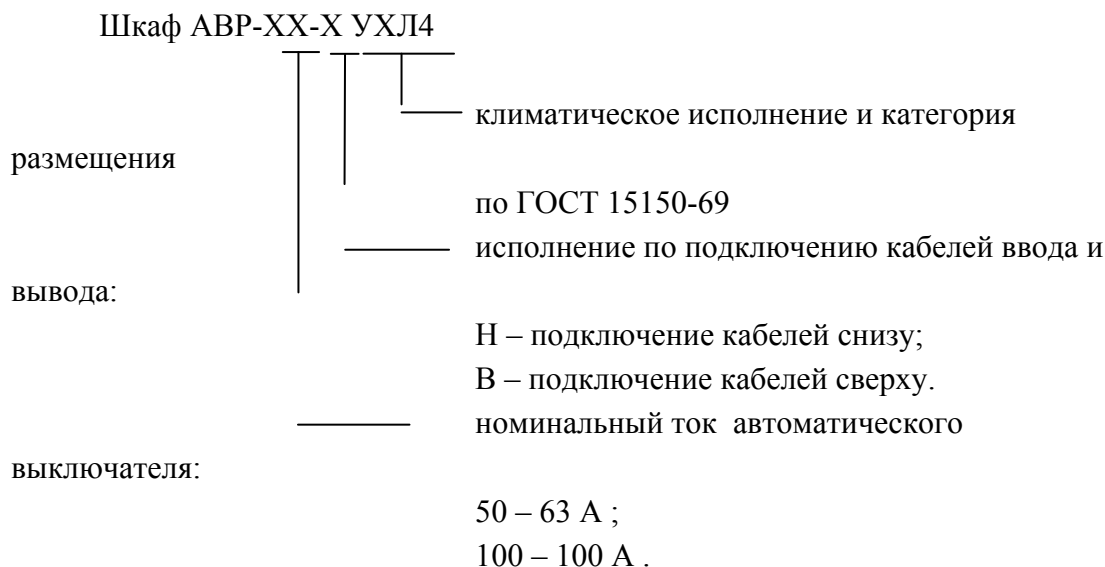 Шкаф АВР-ХХ-Х УХЛ4
климатическое исполнение и категория
размещения
по ГОСТ 15150-69
исполнение по подключению кабелей ввода и
вывода:
Н – подключение кабелей снизу;
В – подключение кабелей сверху.
номинальный ток автоматического
выключателя:
50 – 63 А ;
100 – 100 А .